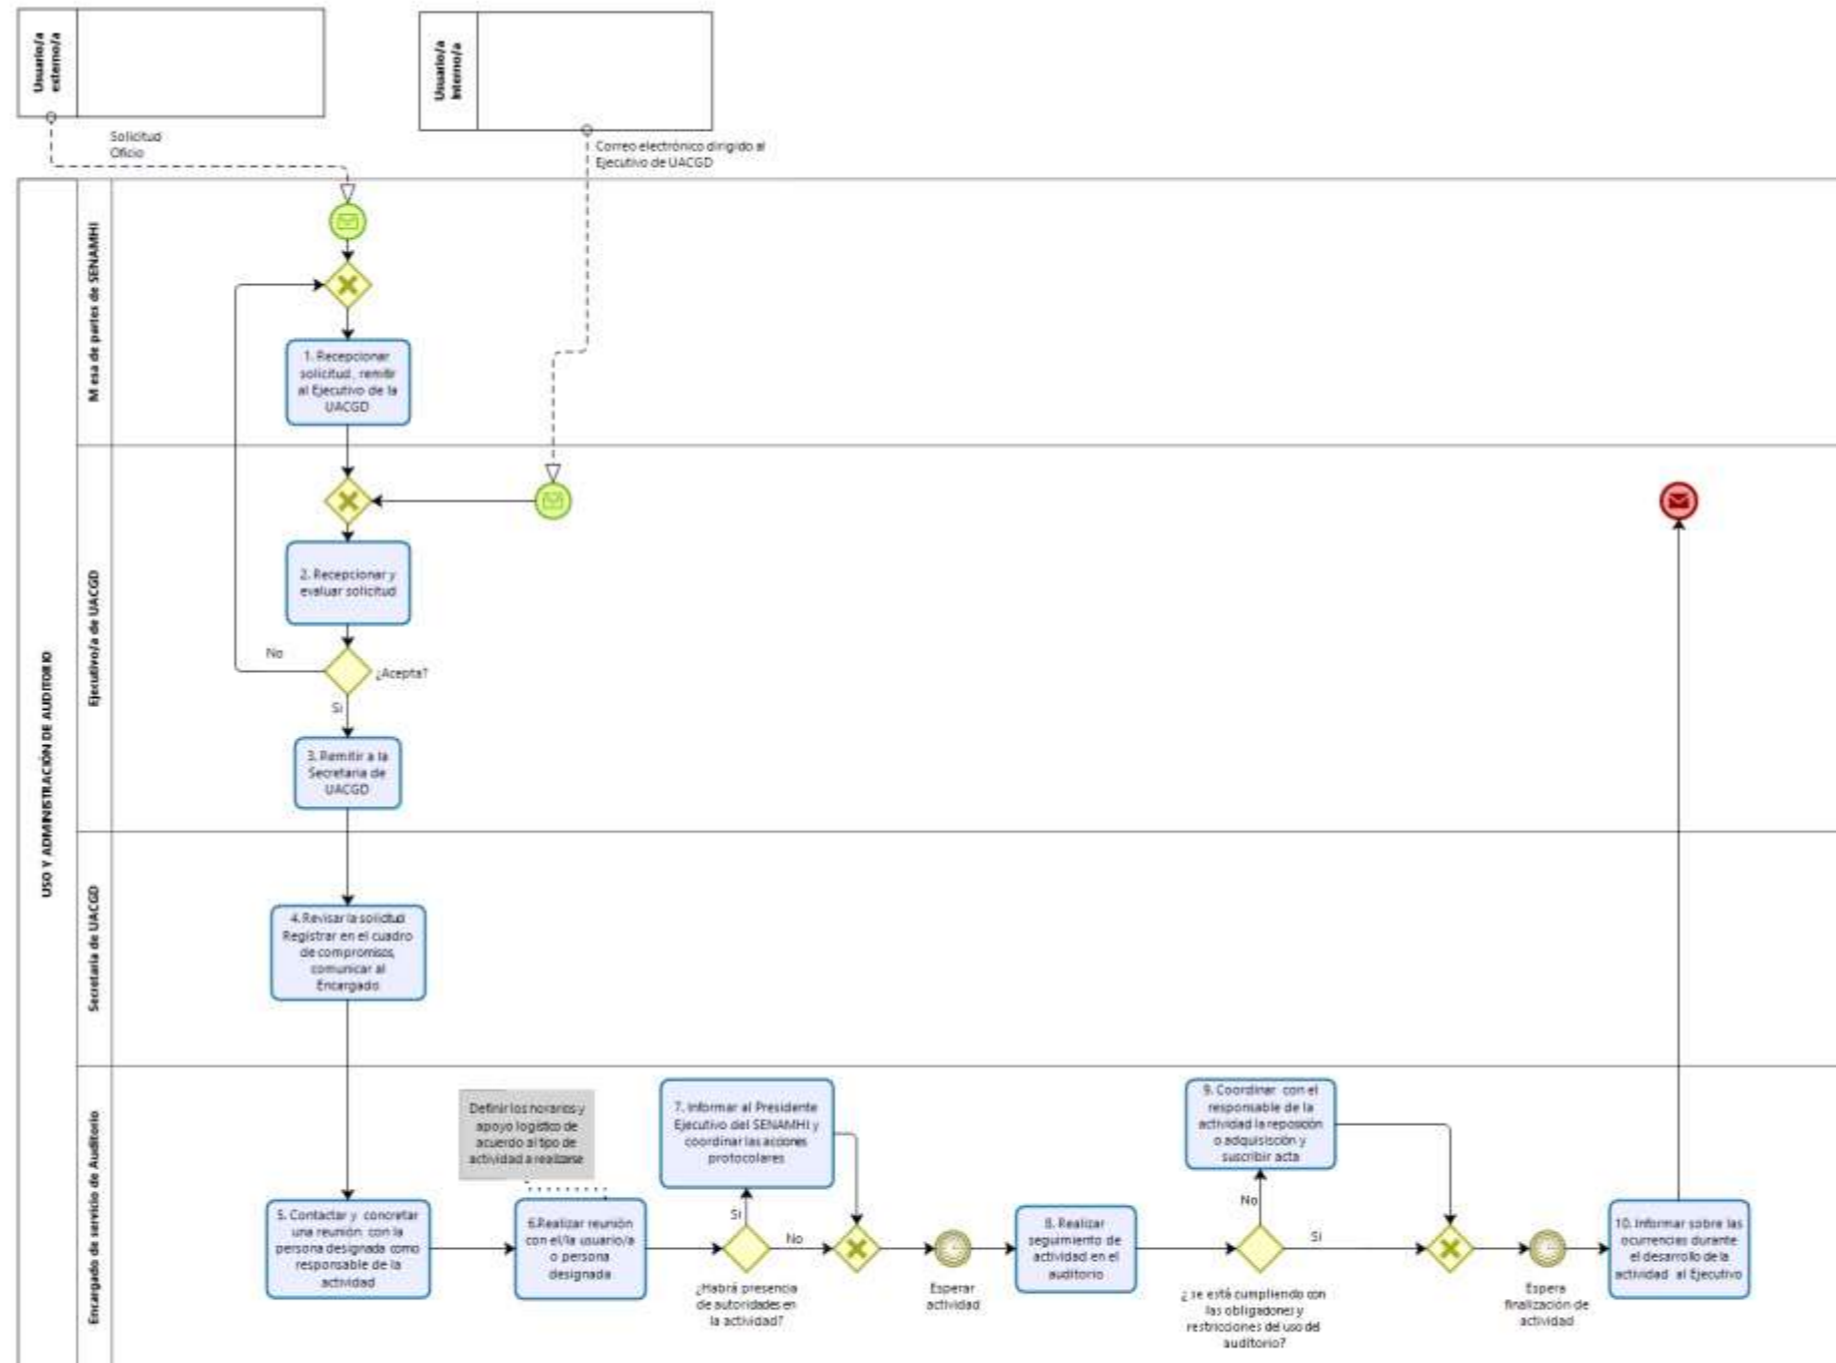 Usuario/a
externo/a
Usuario/a
Interno/a
Solicitud
Oficio
Correo electrónico dirigido al
Ejecutivo de UACGD
USO Y ADMINISTRACIÓN DE AUDITORIO
Mesa de partes de SENAMHI
1. Recepcionar
solicitud, remitir
al Ejecutivo de la
UACGD
Ejecutivo/a de UACGD
2. Recepcionar y
evaluar solicitud
No
¿Acepta?
Si
3. Remitir a la
Secretaria de
UACGD
Secretaria de UACGD
4. Revisar la solicitud
Registrar en el cuadro
de compromisos,
comunicar al
Encargado
Encargado de servicio de Auditorio
5. Contactar y concretar
una reunión con la
persona designada como
responsable de la
actividad
Definir los horarios y
apoyo logístico de
acuerdo al tipo de
actividad a realizarse
6.Realizar reunión
con el/la usuario/a
o persona
designada
7. Informar al Presidente
Ejecutivo del SENAMHI y
coordinar las acciones
protocolares
Si
No
¿Habrá presencia
de autoridades en
la actividad?
Esperar
actividad
8. Realizar
seguimiento de
actividad en el
auditorio
9. Coordinar con el
responsable de la
actividad la reposición
o adquisisción y
suscribir acta
No
Si
¿ se está cumpliendo con
las obligaciones y
restricciones del uso del
auditorio?
Espera
finalización de
actividad
10. Informar sobre las
ocurrencias durante
el desarrollo de la
actividad al Ejecutivo